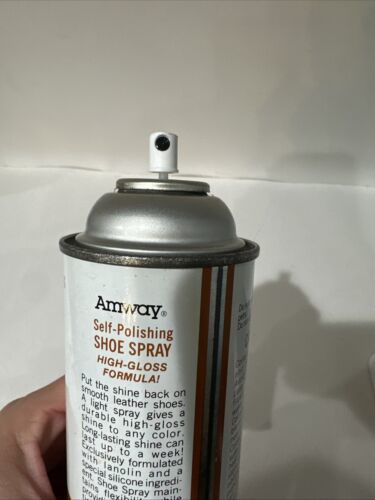 Amway®
Self-Polishing
SHOE SPRAY
HIGH-GLOSS
FORMULA!
Put the shine back on
smooth leather shoes.
A light spray gives a
durable high-gloss
shine to any color.
Long-lasting shine can
last up to a week!
Exclusively formulated
with lanolin and a
special silicone ingredi-
Shoe Spray main-